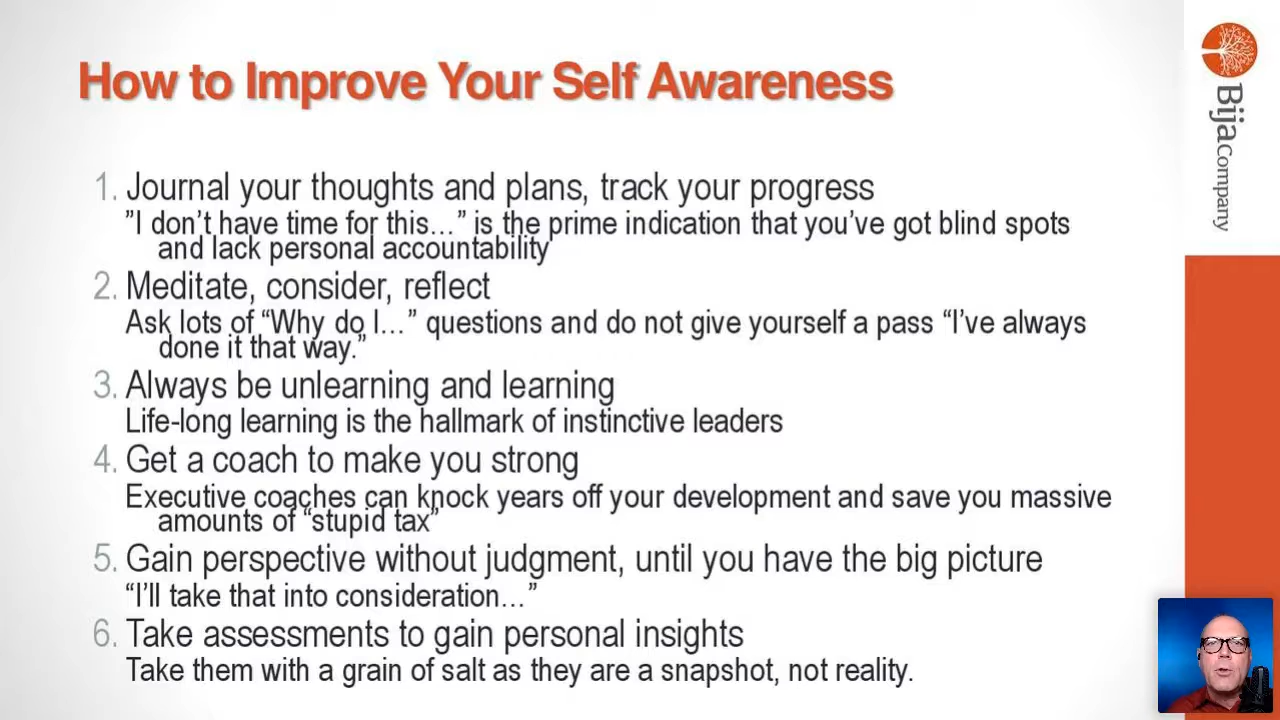 How to Improve Your Self Awareness
1. Journal your thoughts and plans, track your progress
"I don't have time for this…" is the prime indication that you've got blind spots
and lack personal accountability
2. Meditate, consider, reflect
Ask lots of "Why do I…" questions and do not give yourself a pass "I've always
done it that way."
3. Always be unlearning and learning
Life-long learning is the hallmark of instinctive leaders
4. Get a coach to make you strong
Executive coaches can knock years off your development and save you massive
amounts of "stupid tax"
5. Gain perspective without judgment, until you have the big picture
"I'll take that into consideration…"
6. Take assessments to gain personal insights
Take them with a grain of salt as they are a snapshot, not reality.
Bija Company